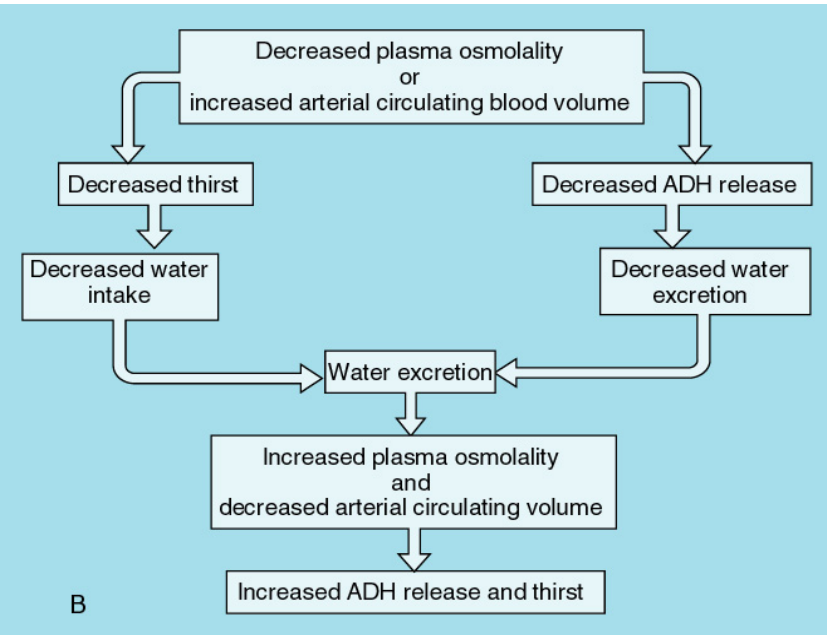 Decreased plasma osmolality
or
increased arterial circulating blood volume
Decreased thirst
Decreased ADH release
Decreased water
intake
Decreased water
excretion
Water excretion
Increased plasma osmolality
and
decreased arterial circulating volume
Increased ADH release and thirst
B